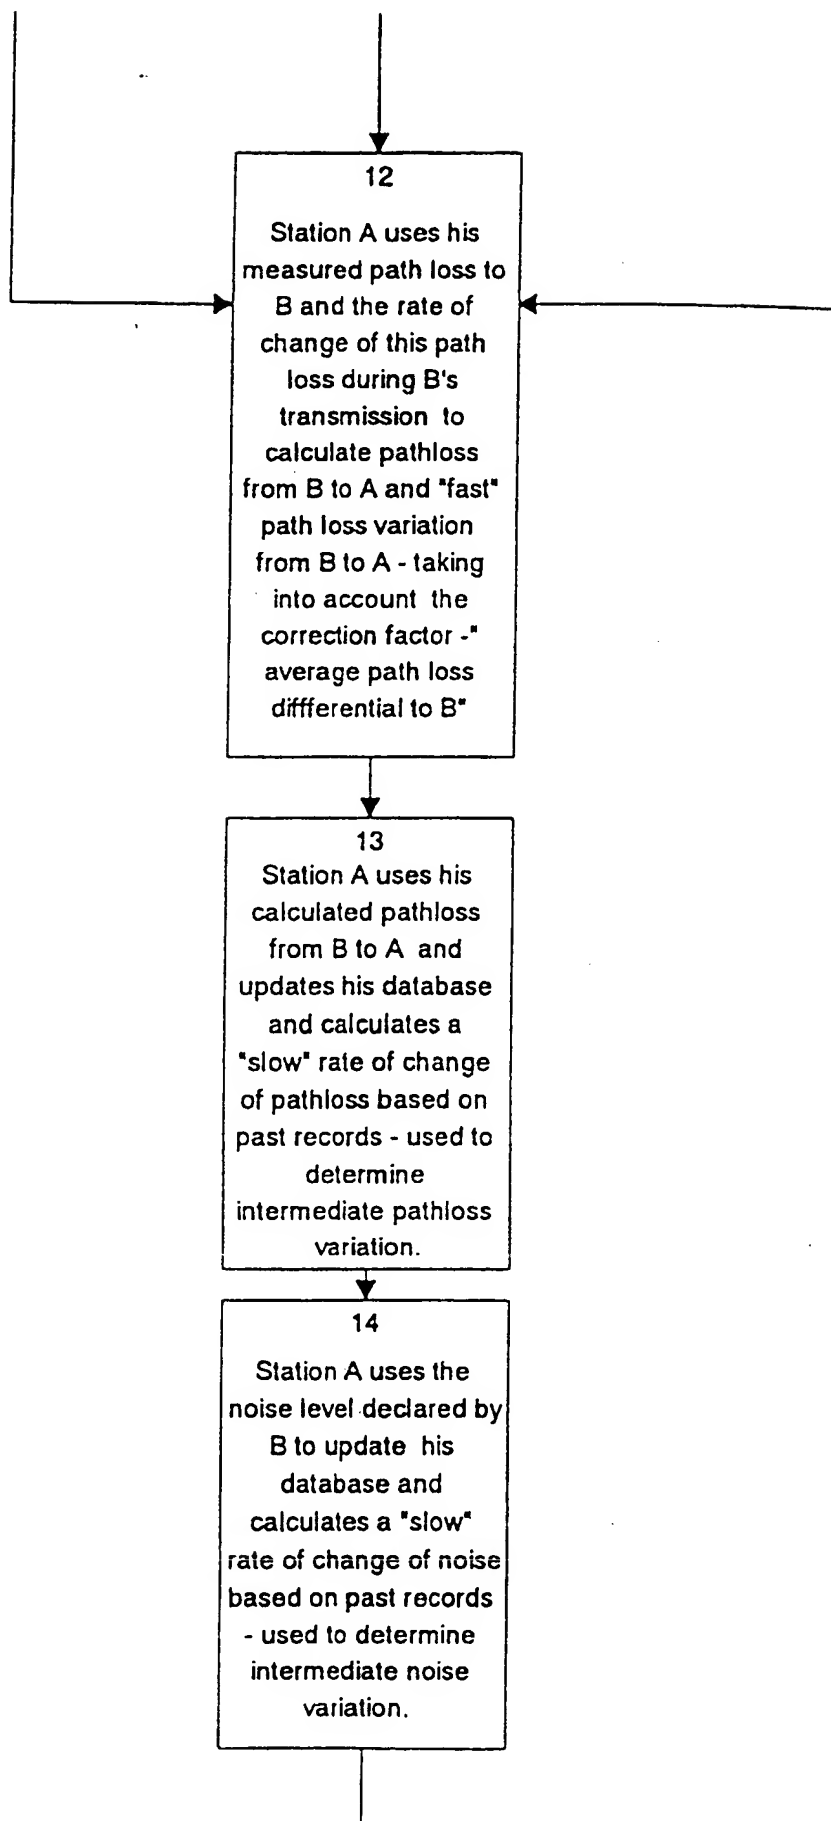 12
Station A uses his
measured path loss to
B and the rate of
change of this path
loss during B's
transmission to
calculate pathloss
from B to A and "fast"
path loss variation
from B to A - taking
into account the
correction factor -"
average path loss
diffferential to B"
13
Station A uses his
calculated pathloss
from B to A and
updates his database
and calculates a
"slow" rate of change
of pathloss based on
past records - used to
determine
intermediate pathloss
variation.
14
Station A uses the
noise level declared by
B to update his
database and
calculates a "slow"
rate of change of noise
based on past records
- used to determine
intermediate noise
variation.